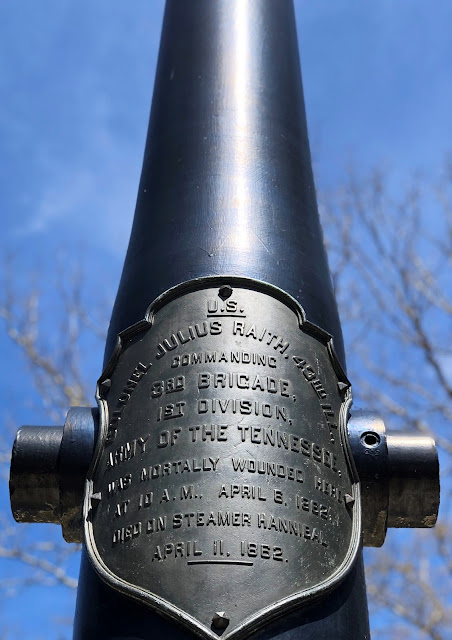 U.S.
COLONEL JULIUS RAITH, 43RD ILL.
COMMANDING
3RD BRIGADE,
1ST DIVISION,
ARMY OF THE TENNESSEE,
WAS MORTALLY WOUNDED HERE
AT 10 A.M., APRIL 6, 1862.
DIED ON STEAMER HANNIBAL
APRIL 11, 1862.